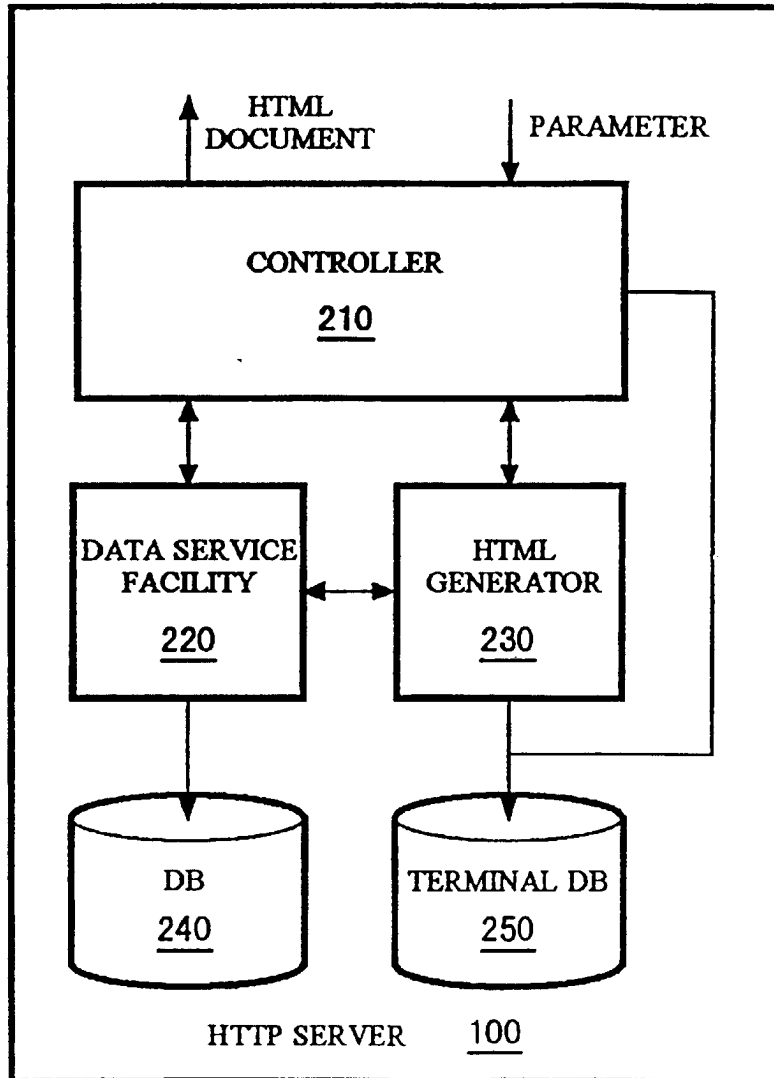 HTML
DOCUMENT
PARAMETER
CONTROLLER
210
DATA SERVICE
FACILITY
220
HTML
GENERATOR
230
DB
240
TERMINAL DB
250
HTTP SERVER 100